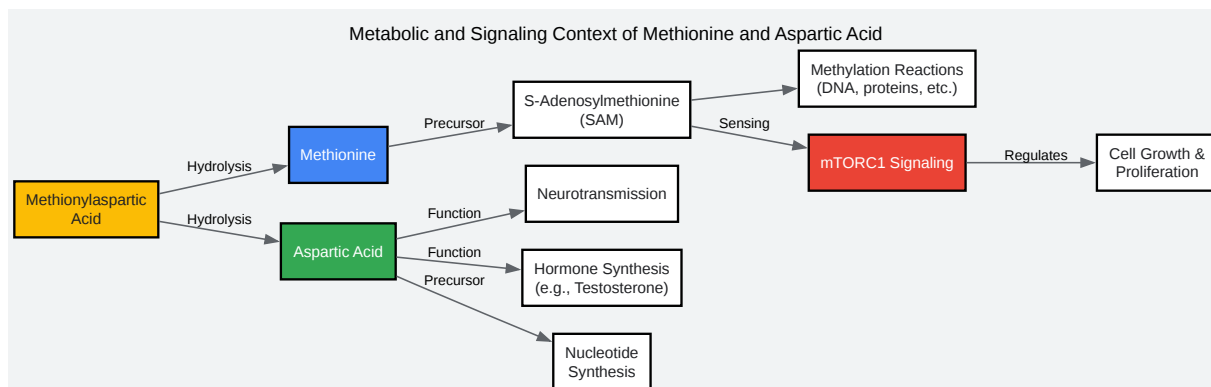 Metabolic and Signaling Context of Methionine and Aspartic Acid
Methylation Reactions
(DNA, proteins, etc.)
S-Adenosylmethionine
(SAM)
Precursor
Sensing
Methionine
mTORC1 Signaling
Regulates
Cell Growth &
Proliferation
Hydrolysis
Methionylaspartic
Acid
Hydrolysis
Neurotransmission
Function
Aspartic Acid
Function
Hormone Synthesis
(e.g., Testosterone)
Precursor
Nucleotide
Synthesis